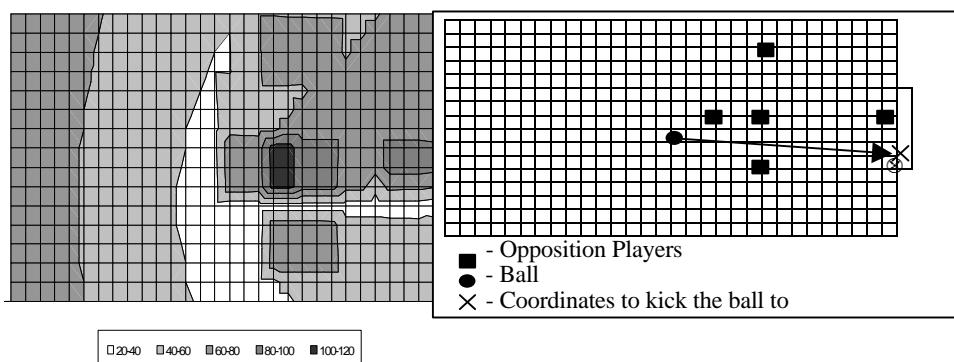 - Opposition Players
- Ball
- Coordinates to kick the ball to
20-40 40-60 60-80 80-100 100-120